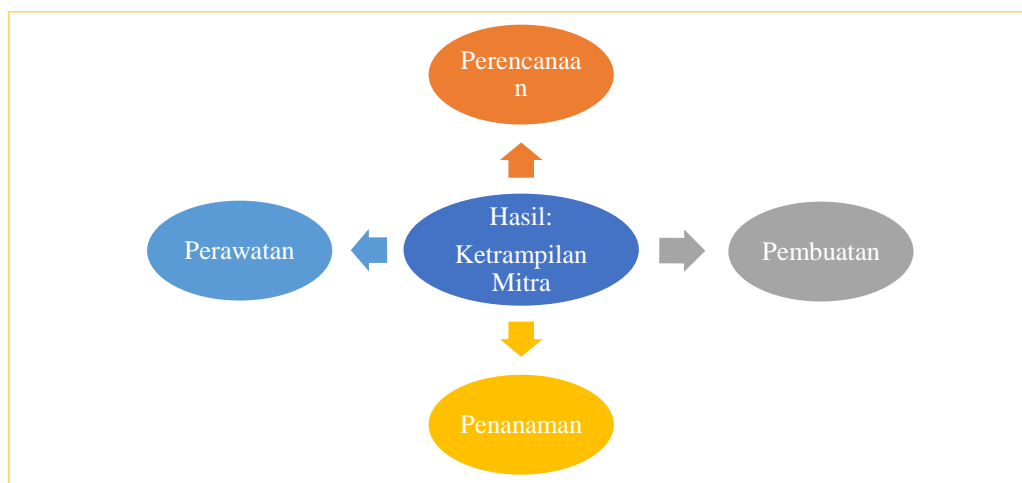 Perencanaa
n
Perawatan
Hasil:
Ketrampilan
Mitra
Pembuatan
Penanaman